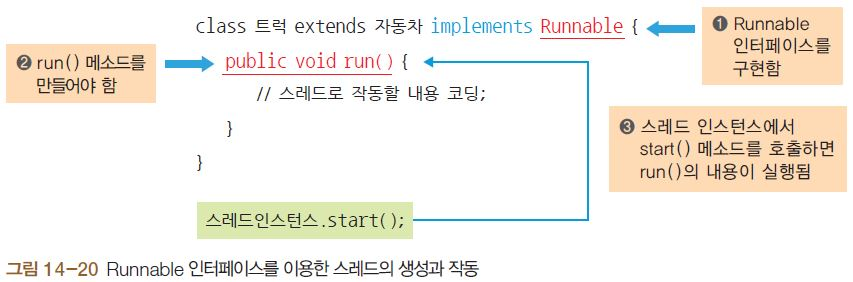 class 트럭 extends 자동차 implements Runnable {
❶ Runnable
인터페이스를
구현함
❷ run() 메소드를
만들어야 함
public void run() {
// 스레드로 작동할 내용 코딩;
}
}
❸ 스레드 인스턴스에서
start() 메소드를 호출하면
run()의 내용이 실행됨
스레드인스턴스.start();
그림 14-20 Runnable 인터페이스를 이용한 스레드의 생성과 작동